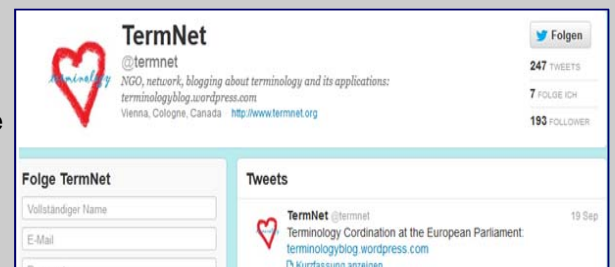 TermNet
@termnet
NGO, network, blogging about terminology and its applications:
terminologyblog.wordpress.com
Vienna, Cologne, Canada http://www.termnet.org
terminology
Folgen
247 TWEETS
7 FOLGE ICH
193 FOLLOWER
e
Folge TermNet
Vollständiger Name
E-Mail
Tweets
TermNet @termnet 19 Sep
Terminology Cordination at the European Parliament:
terminologyblog.wordpress.com
Kurzfassung anzeigen